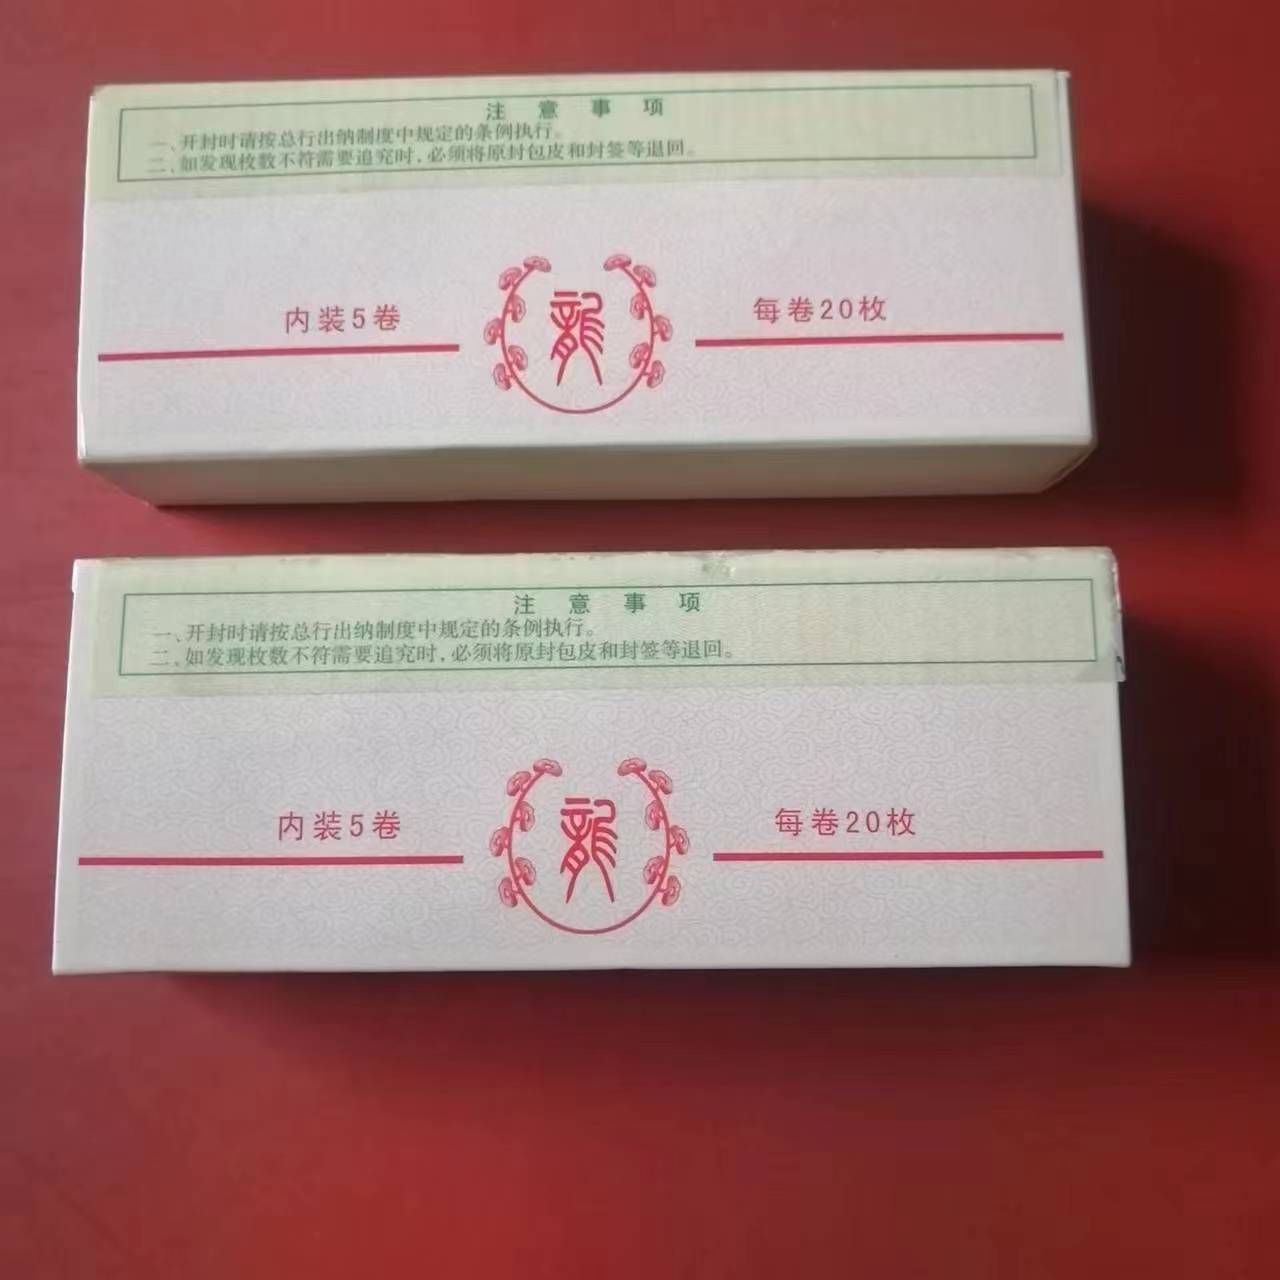 注意事项
一、开封时请按总行出纳制度中规定的条例执行。
二、如发现枚数不符需要追究时,必须将原封包皮和封签等退回。
内装5卷 龍 每卷20枚
注意事项
一、开封时请按总行出纳制度中规定的条例执行。
二、如发现枚数不符需要追究时,必须将原封包皮和封签等退回。
内装5卷 龍 每卷20枚